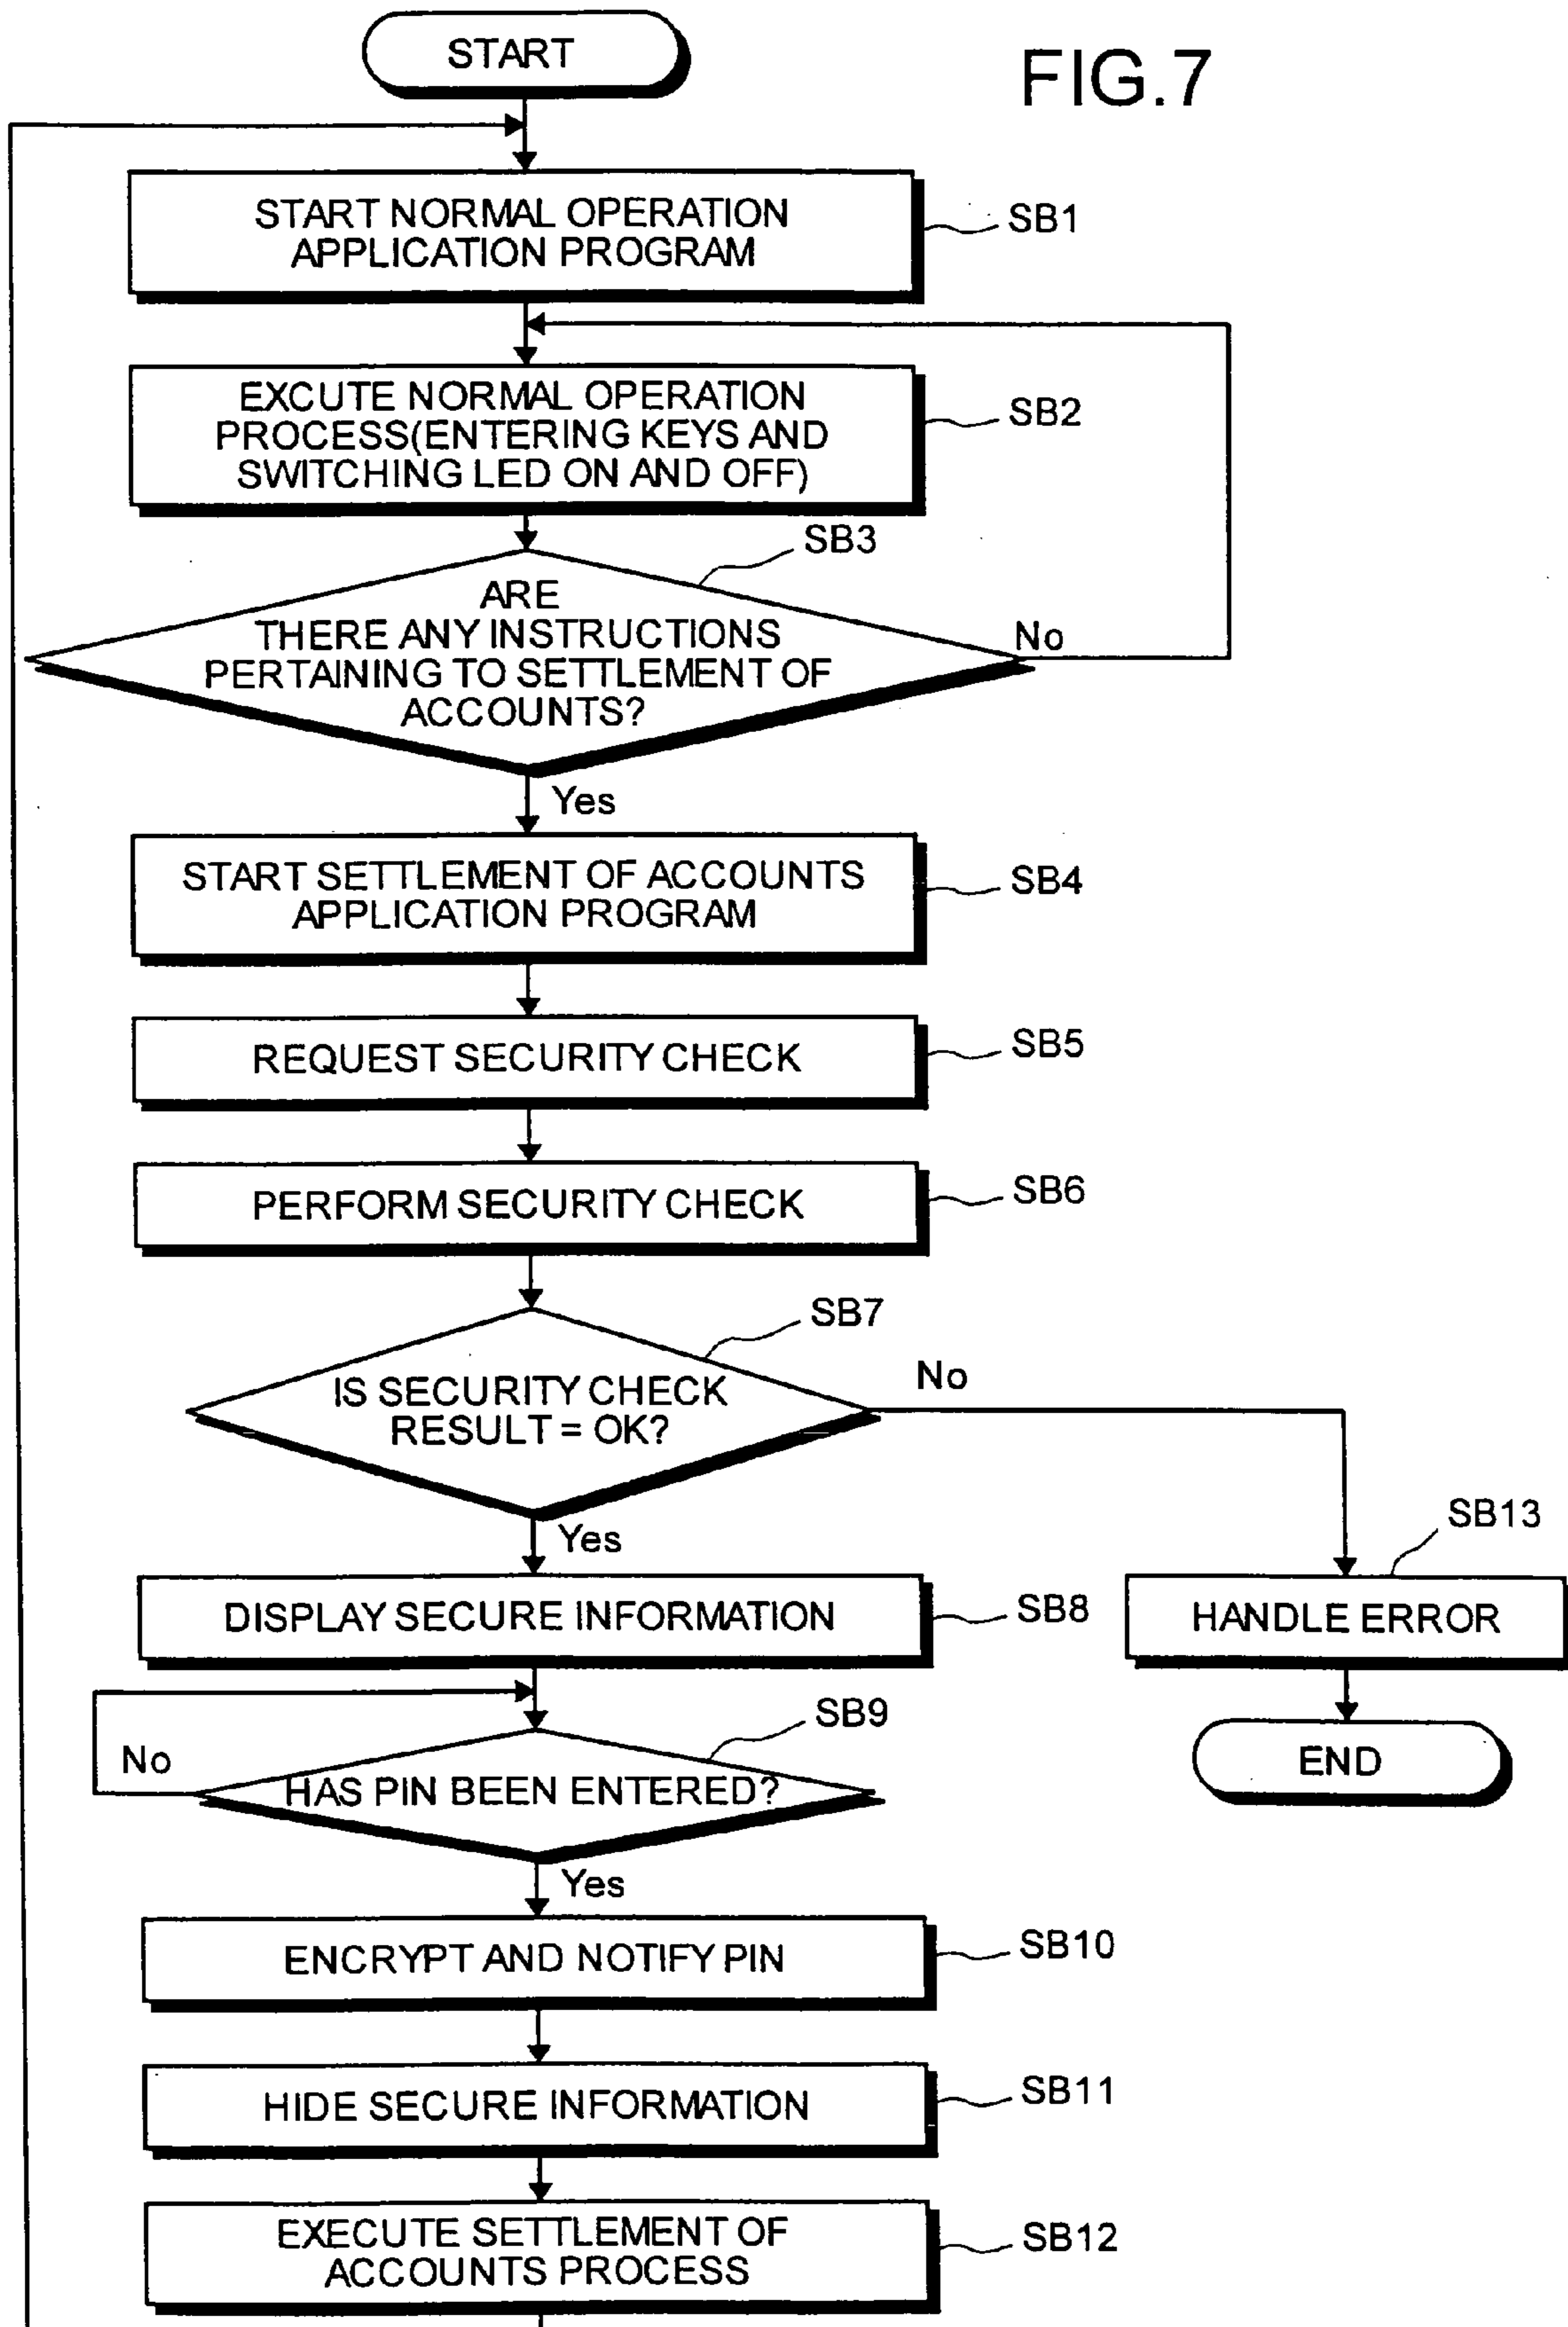 START
FIG.7
START NORMAL OPERATION
APPLICATION PROGRAM
SB1
EXCUTE NORMAL OPERATION
PROCESS(ENTERING KEYS AND
SWITCHING LED ON AND OFF)
SB2
SB3
ARE
THERE ANY INSTRUCTIONS
PERTAINING TO SETTLEMENT OF
ACCOUNTS?
No
Yes
START SETTLEMENT OF ACCOUNTS
APPLICATION PROGRAM
SB4
REQUEST SECURITY CHECK
SB5
PERFORM SECURITY CHECK
SB6
SB7
IS SECURITY CHECK
RESULT = OK?
No
Yes
SB13
DISPLAY SECURE INFORMATION
SB8
HANDLE ERROR
SB9
No
HAS PIN BEEN ENTERED?
END
Yes
ENCRYPT AND NOTIFY PIN
SB10
HIDE SECURE INFORMATION
SB11
EXECUTE SETTLEMENT OF
ACCOUNTS PROCESS
SB12